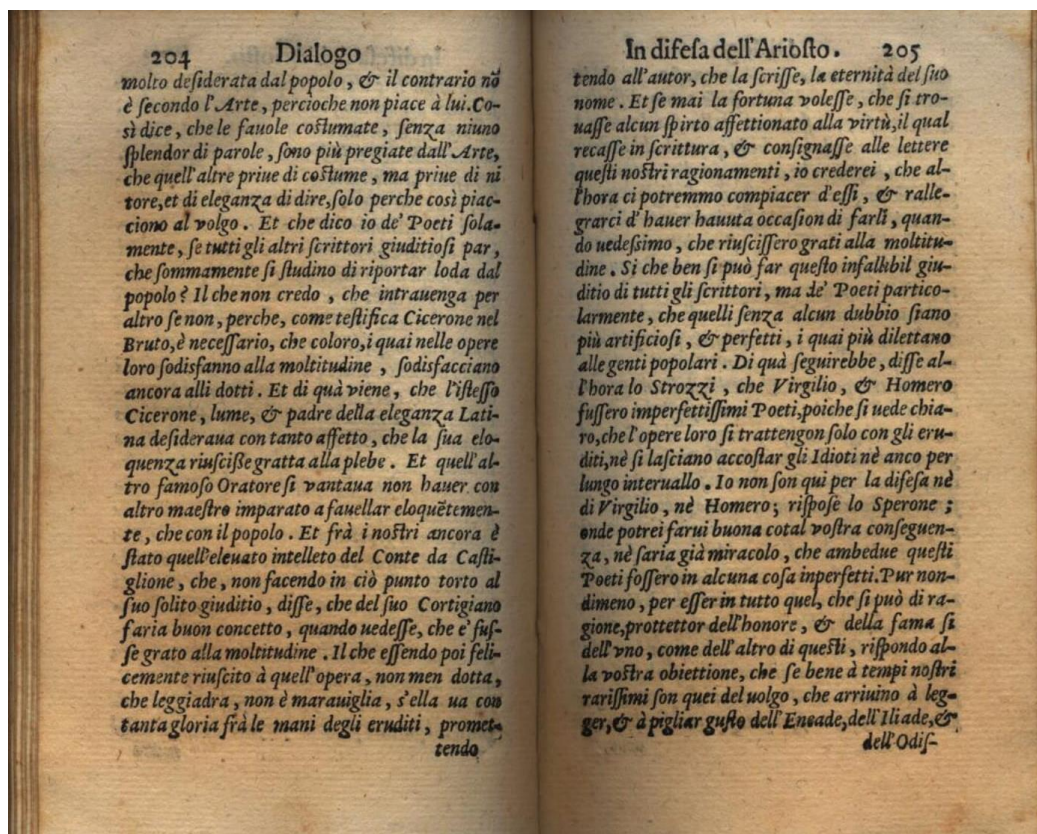 204 Dialogo
molto desiderata dal popolo, & il contrario nõ
è secondo l'Arte, percioche non piace à lui. Co-
sì dice, che le fauole costumate, senza niuno
splendor di parole, sono più pregiate dall'Arte,
che quell'altre priue di costume, ma priue di ni
tore, et di eleganza di dire, solo perche così piac-
ciono al volgo. Et che dico io de' Poeti sola-
mente, se tutti gli altri scrittori giuditiosi par,
che sommamente si studino di riportar loda dal
popolo? Il che non credo, che intrauenga per
altro se non, perche, come testifica Cicerone nel
Bruto, è necessario, che coloro, i quai nelle opere
loro sodisfanno alla moltitudine, sodisfacciano
ancora alli dotti. Et di quà viene, che l'istesso
Cicerone, lume, & padre della eleganza Lati-
na desideraua con tanto affetto, che la sua elo-
quenza riuscisse gratta alla plebe. Et quell'al-
tro famoso Oratore si vantaua non hauer con
altro maestro imparato a fauellar eloquẽtemen-
te, che con il popolo. Et frà i nostri ancora è
stato quell'eleuato intelleto del Conte da Casti-
glione, che, non facendo in ciò punto torto al
suo solito giuditio, disse, che del suo Cortigiano
faria buon concetto, quando uedesse, che e' fus-
se grato alla moltitudine. Il che essendo poi feli-
cemente riuscito à quell'opera, non men dotta,
che leggiadra, non è marauiglia, s'ella ua con
tanta gloria frà le mani degli eruditi, promet-
tendo
In difesa dell'Ariosto. 205
tendo all'autor, che la scrisse, la eternità del suo
nome. Et se mai la fortuna volesse, che si tro-
uasse alcun spirto affettionato alla virtù, il qual
recasse in scrittura, & consignasse alle lettere
questi nostri ragionamenti, io crederei, che al-
l'hora ci potremmo compiacer d'essi, & ralle-
grarci d'hauer hauuta occasion di farli, quan-
do uedessimo, che riuscissero grati alla moltitu-
dine. Si che ben si può far questo infallibil giu-
ditio di tutti gli scrittori, ma de' Poeti partico-
larmente, che quelli senza alcun dubbio siano
più artificiosi, & perfetti, i quai più dilettano
alle genti popolari. Di quà seguirebbe, disse al-
l'hora lo Strozzi, che Virgilio, & Homero
fussero imperfettissimi Poeti, poiche si uede chia-
ro, che l'opere loro si trattengon solo con gli eru-
diti, nè si lasciano accostar gli Idioti nè anco per
lungo interuallo. Io non son qui per la difesa nè
di Virgilio, nè Homero; rispose lo Sperone;
onde potrei farui buona cotal vostra conseguen-
za, nè saria già miracolo, che ambedue questi
Poeti fossero in alcuna cosa inperfetti. Pur non-
dimeno, per esser in tutto quel, che si può di ra-
gione, prottettor dell'honore, & della fama sì
dell'vno, come dell'altro di questi, rispondo al-
la vostra obiettione, che se bene à tempi nostri
rarissimi son quei del uolgo, che arriuino à leg-
ger, & à pigliar gusto dell'Eneade, dell'Iliade, &
dell'Odis-